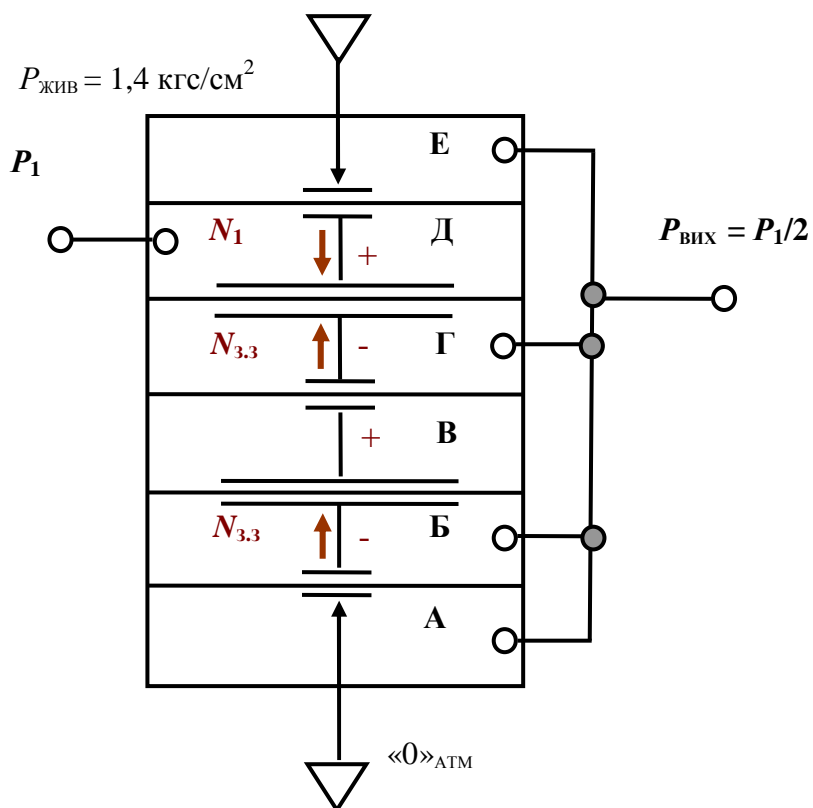 Pжив = 1,4 кгс/см²
P₁
Е
N₁
+
Д
Pвих = P₁/2
Nз.з
-
Г
+
В
Nз.з
-
Б
А
«0»АТМ